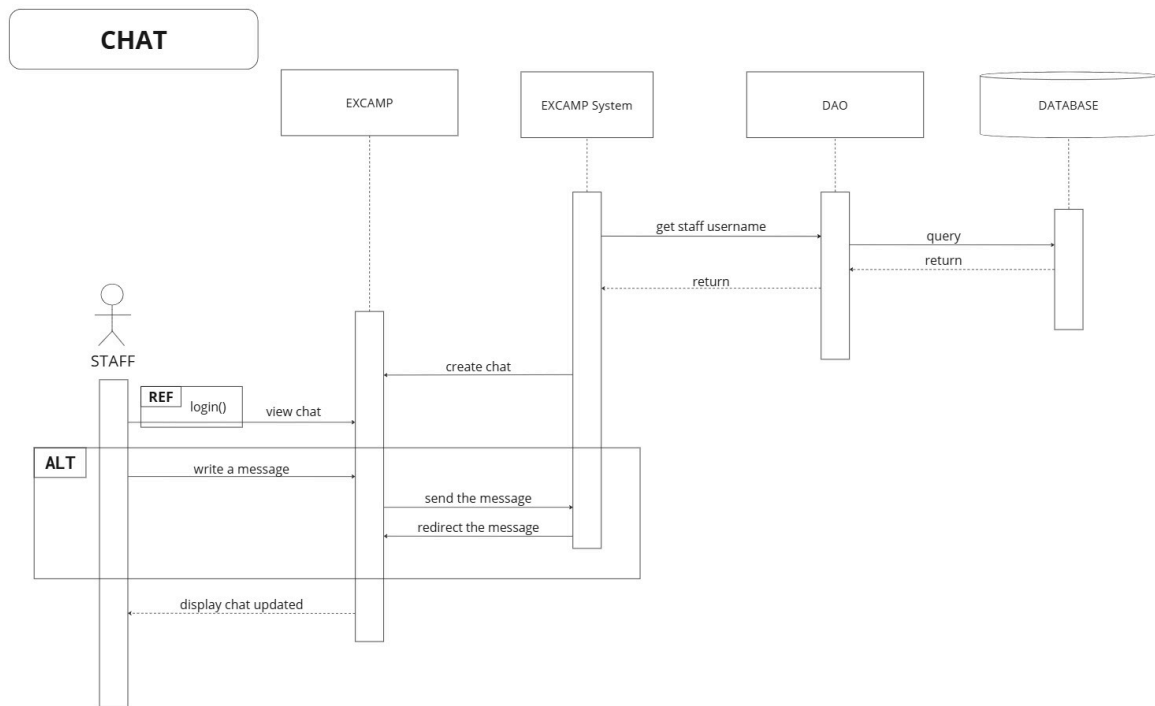 CHAT
EXCAMP
EXCAMP System
DAO
DATABASE
get staff username
query
return
return
STAFF
create chat
REF
login()
view chat
ALT
write a message
send the message
redirect the message
display chat updated